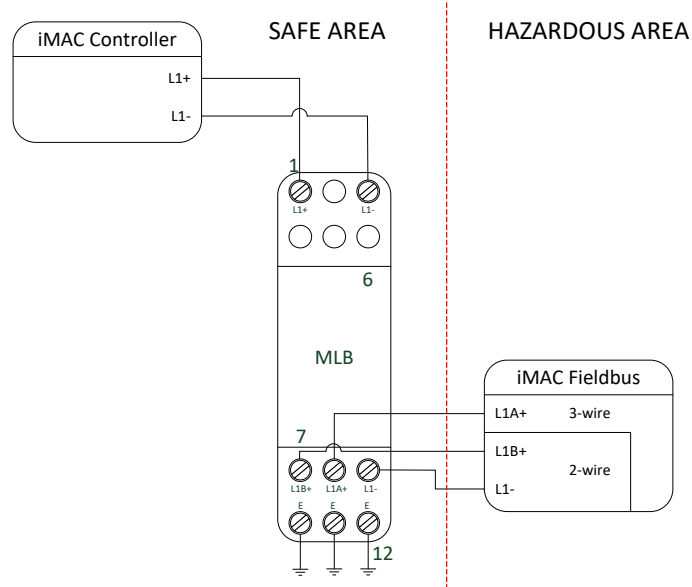 SAFE AREA
HAZARDOUS AREA
iMAC Controller
L1+
L1-
1
L1+ L1-
6
MLB
iMAC Fieldbus
L1A+ 3-wire
7
L1B+
2-wire
L1-
L1B+ L1A+ L1-
E E E
12